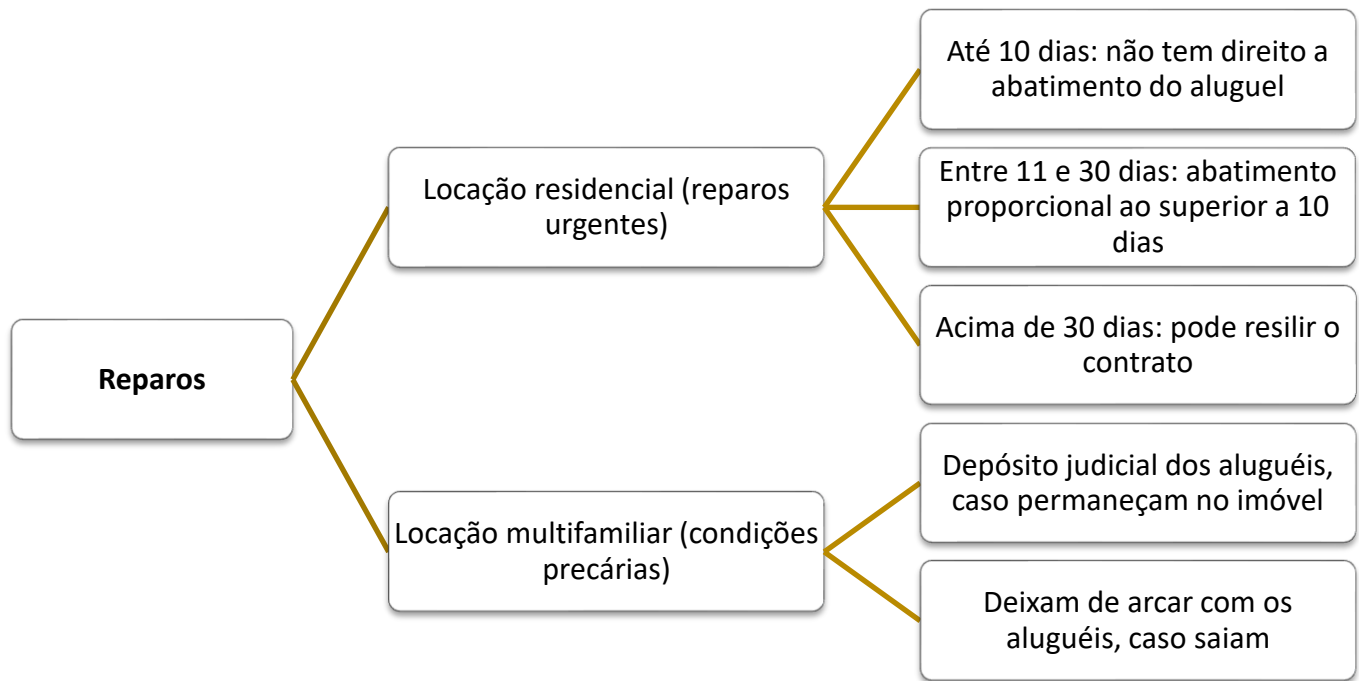 Reparos
Locação residencial (reparos
urgentes)
Até 10 dias: não tem direito a
abatimento do aluguel
Entre 11 e 30 dias: abatimento
proporcional ao superior a 10
dias
Acima de 30 dias: pode resilir o
contrato
Locação multifamiliar (condições
precárias)
Depósito judicial dos aluguéis,
caso permaneçam no imóvel
Deixam de arcar com os
aluguéis, caso saiam